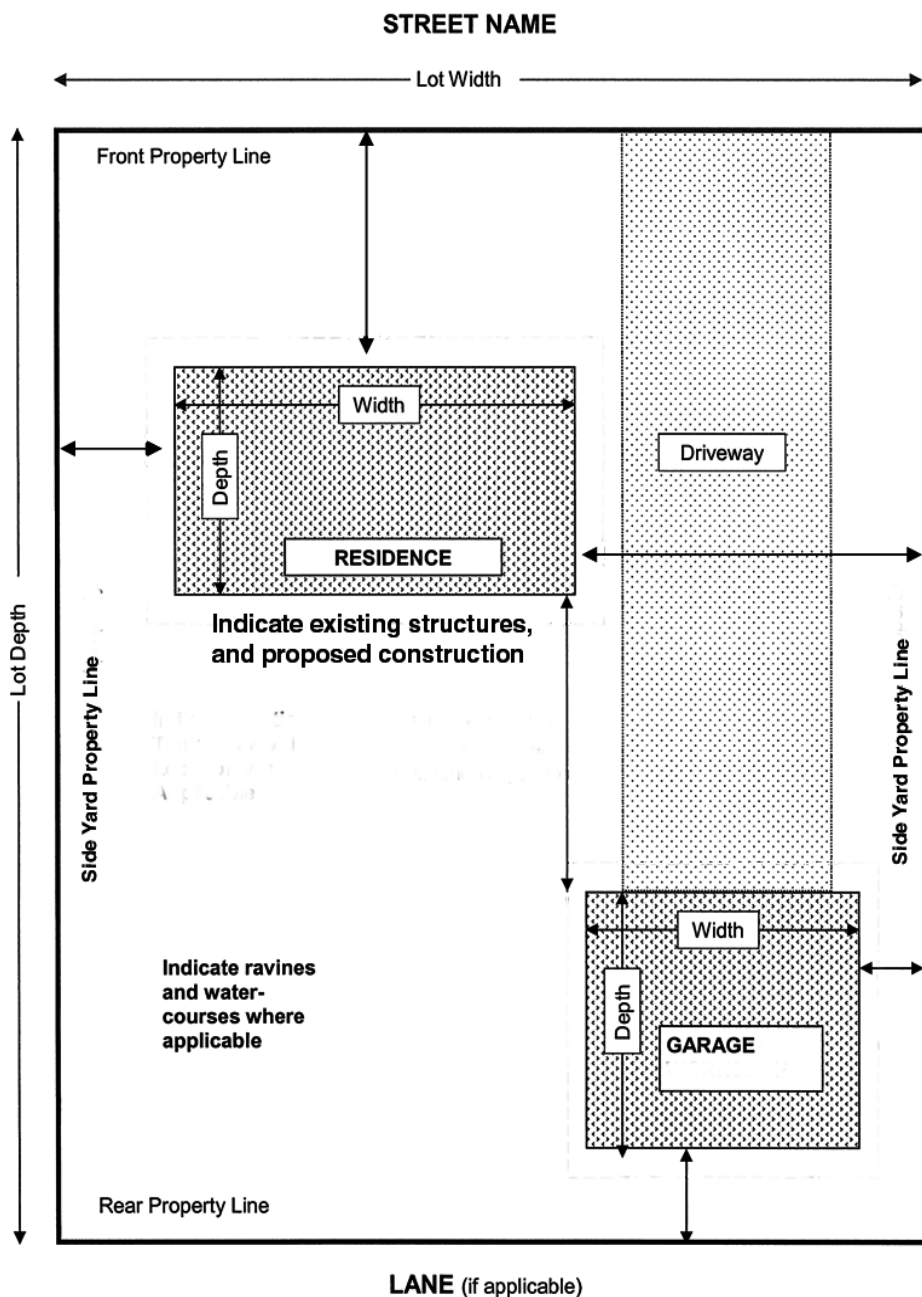 STREET NAME
Lot Width
Front Property Line
Width
Depth
Driveway
RESIDENCE
Indicate existing structures,
and proposed construction
Lot Depth
Side Yard Property Line
Side Yard Property Line
Width
Depth
GARAGE
Indicate ravines
and water-
courses where
applicable
Rear Property Line
LANE (if applicable)